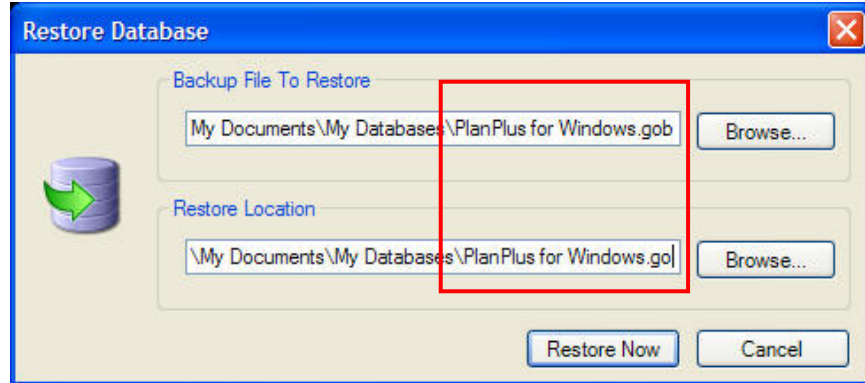 Restore Database
Backup File To Restore
My Documents\My Databases\PlanPlus for Windows.gob
Browse...
Restore Location
\My Documents\My Databases\PlanPlus for Windows.go
Browse...
Restore Now
Cancel